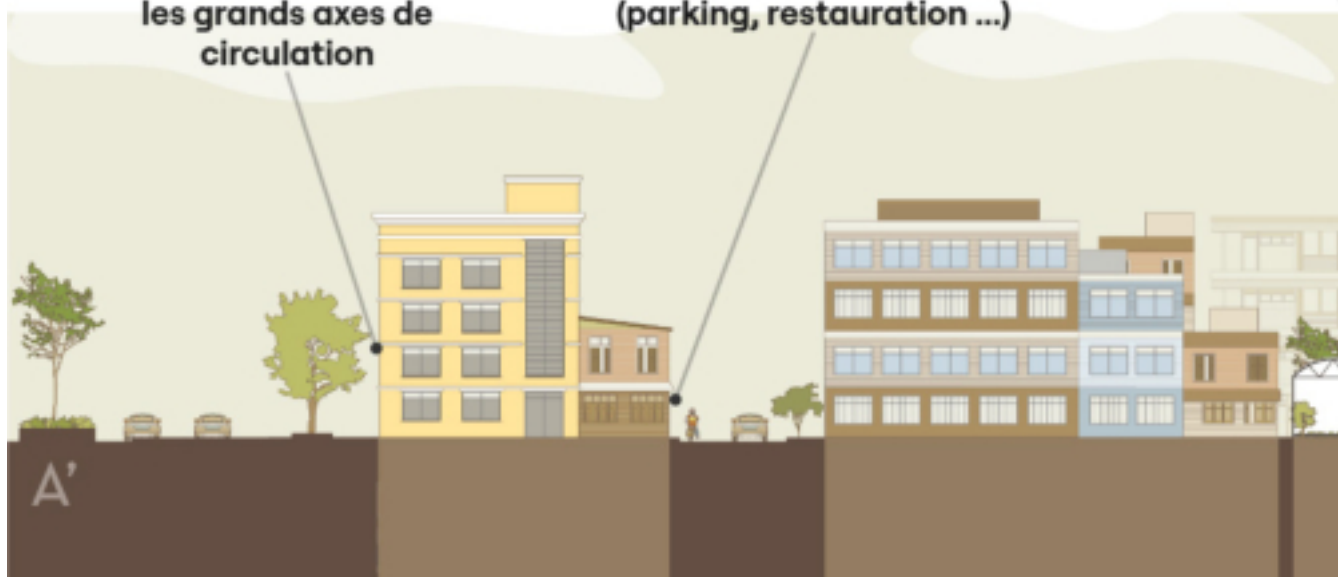 les grands axes de
circulation
(parking, restauration ...)
A’